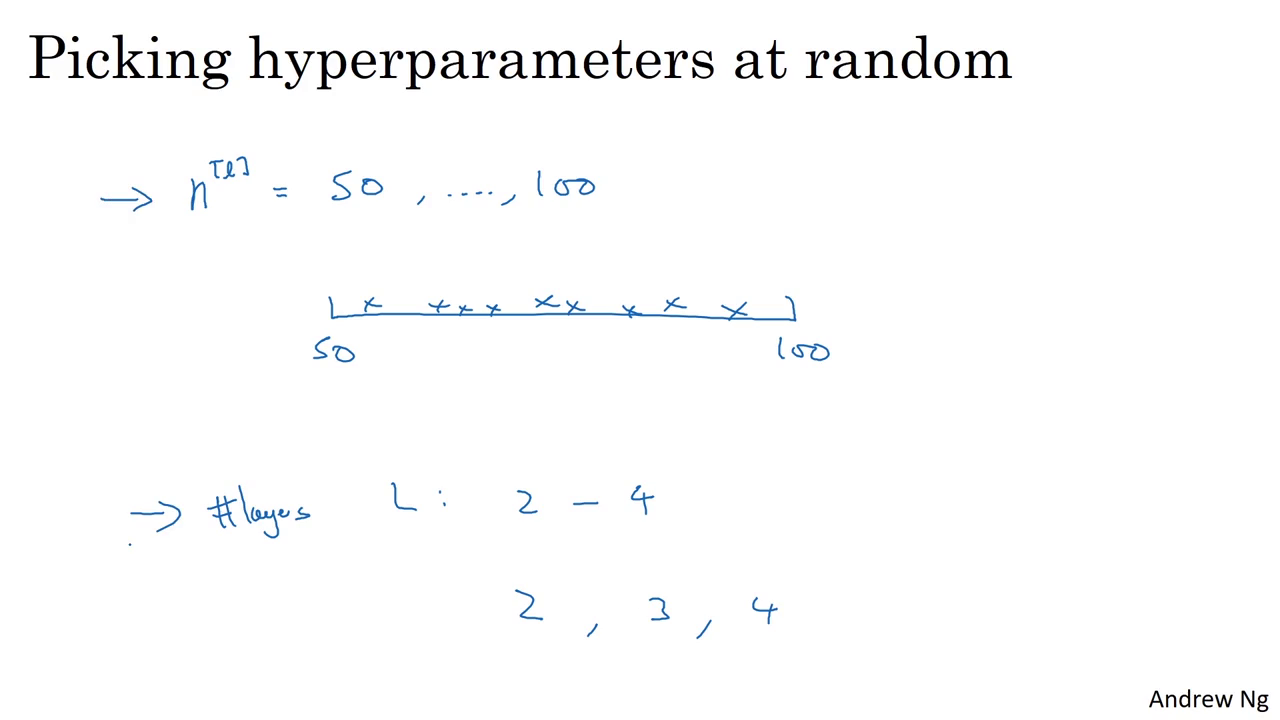 Picking hyperparameters at random
→ n^[l] = 50 , ...., 100
50 100
→ #layers L : 2 - 4
2 , 3 , 4
Andrew Ng